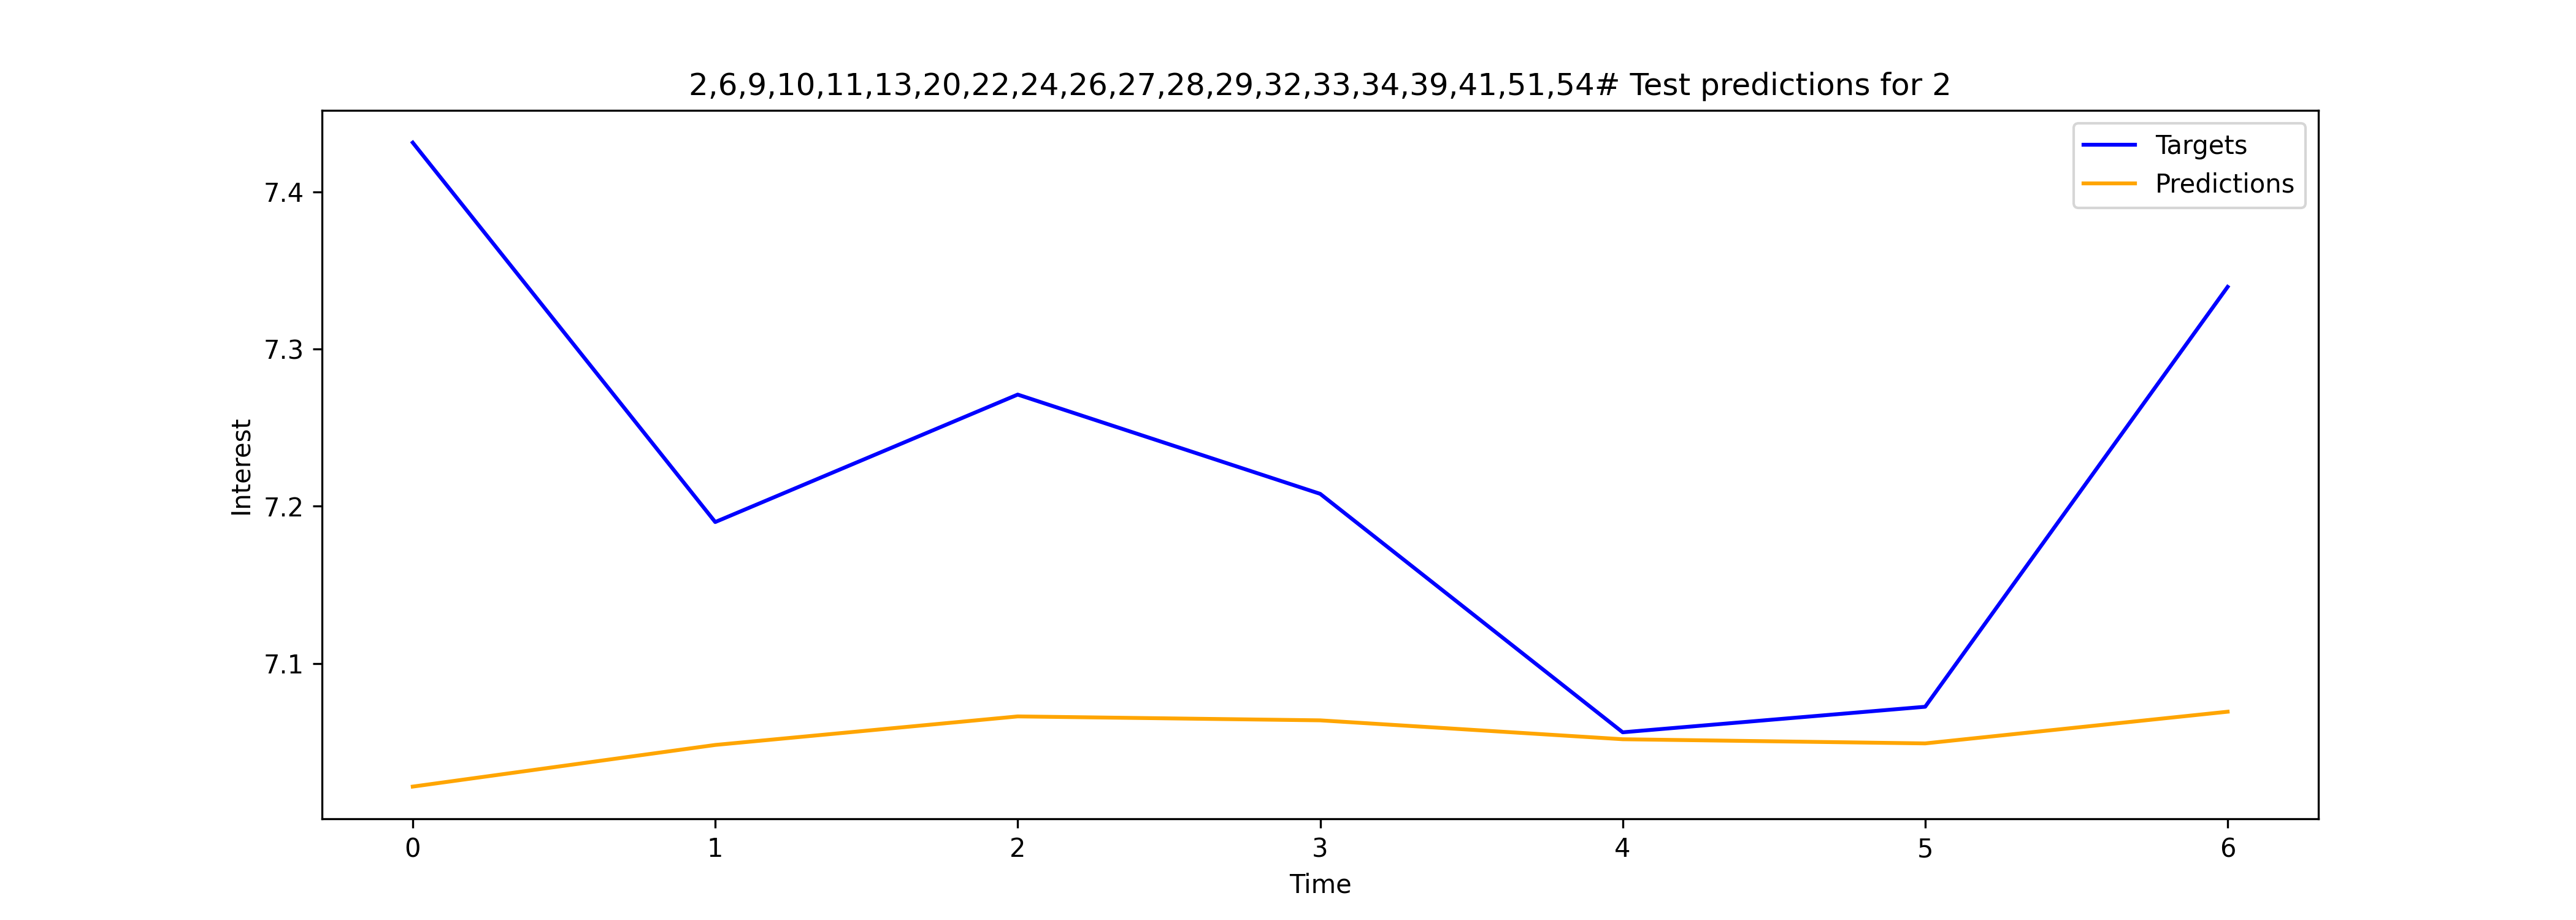 2,6,9,10,11,13,20,22,24,26,27,28,29,32,33,34,39,41,51,54# Test predictions for 2
Targets
Predictions
7.4
7.3
7.2
7.1
Interest
0 1 2 3 4 5 6
Time